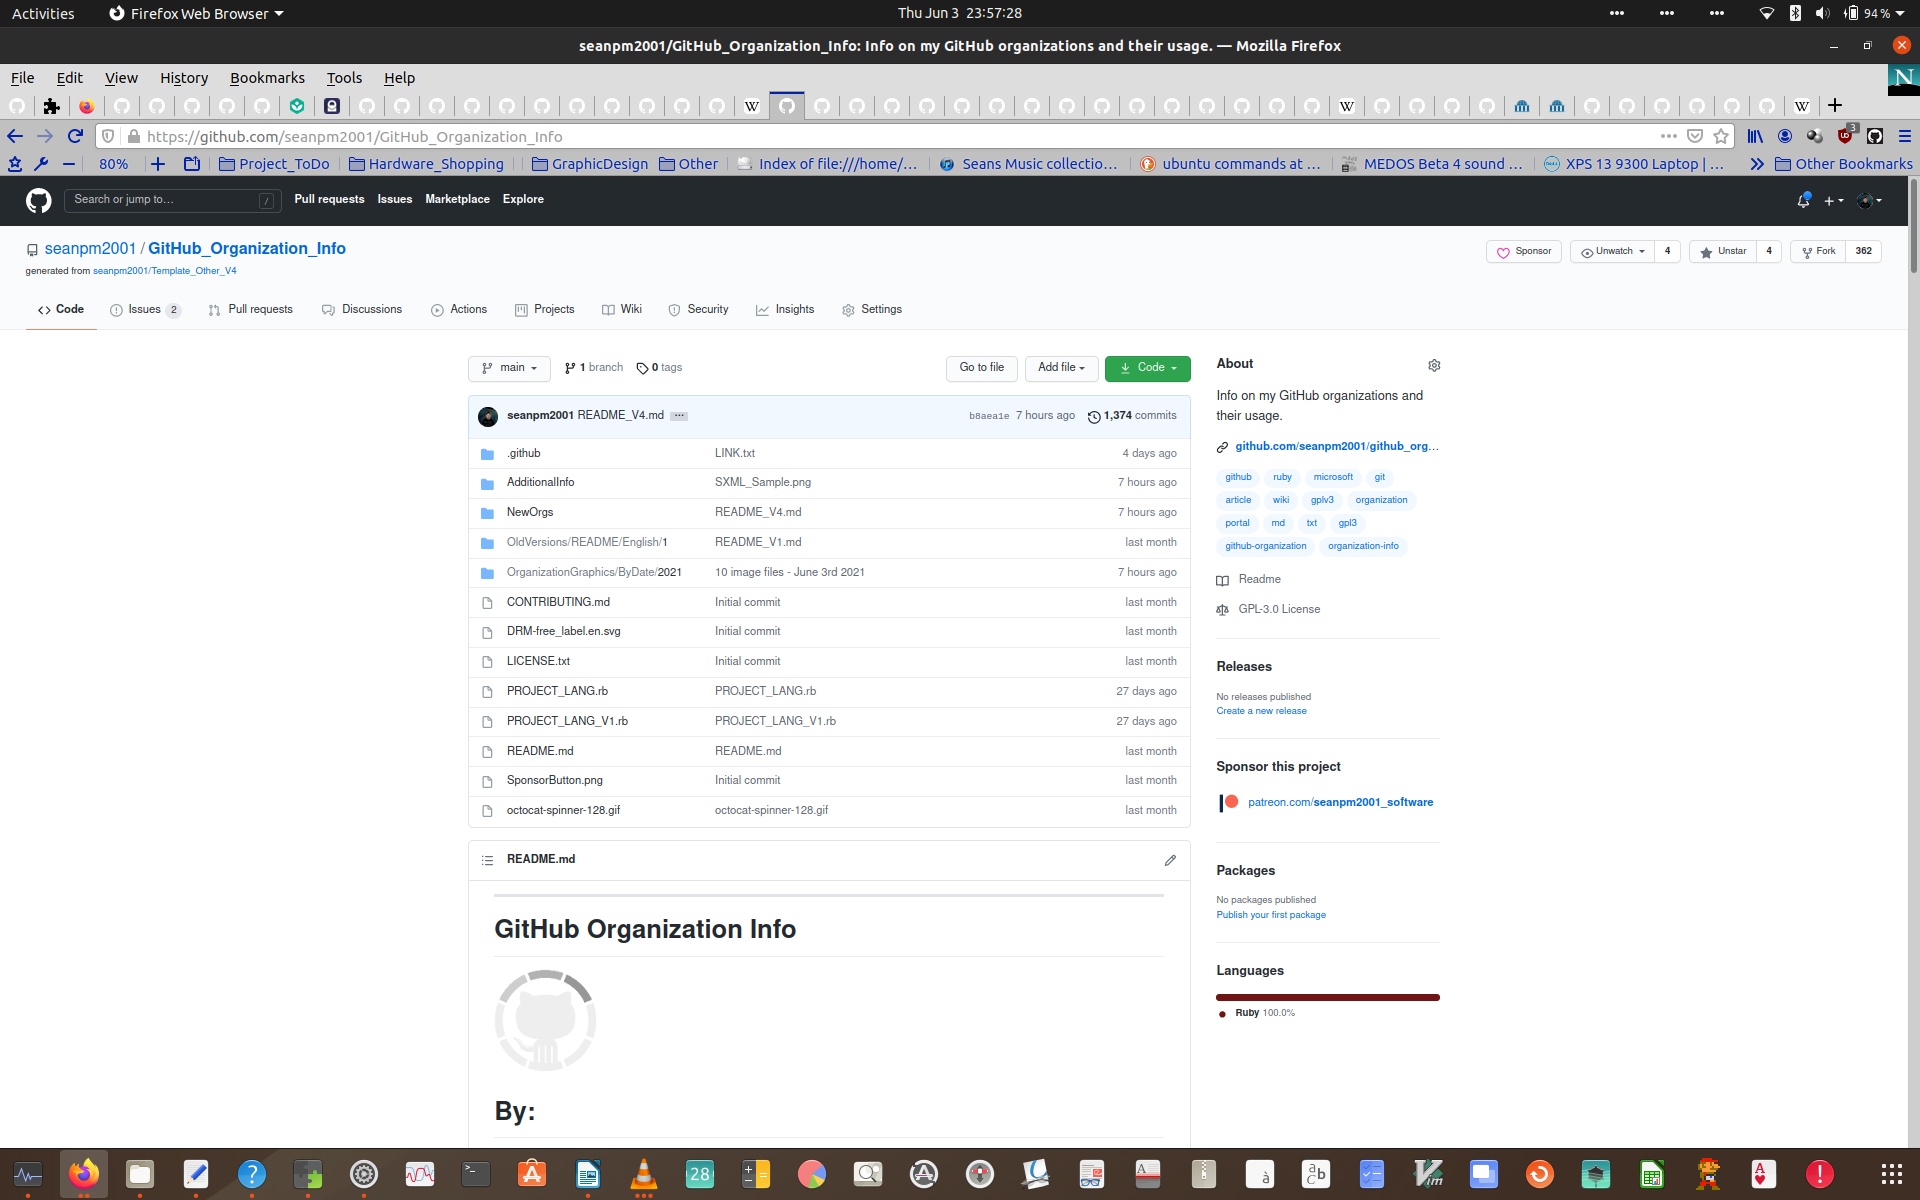 Activities
Firefox Web Browser
Thu Jun 3 23:57:28
94 %
seanpm2001/GitHub_Organization_Info: Info on my GitHub organizations and their usage. — Mozilla Firefox
File Edit View History Bookmarks Tools Help
N
https://github.com/seanpm2001/GitHub_Organization_Info
3
80%
Project_ToDo
Hardware_Shopping
GraphicDesign
Other
Index of file:///home/...
Seans Music collectio...
ubuntu commands at ...
MEDOS Beta 4 sound ...
XPS 13 9300 Laptop | ...
Other Bookmarks
Search or jump to...
/
Pull requests Issues Marketplace Explore
seanpm2001 / GitHub_Organization_Info
generated from seanpm2001/Template_Other_V4
Sponsor
Unwatch 4
Unstar 4
Fork 362
Code
Issues 2
Pull requests
Discussions
Actions
Projects
Wiki
Security
Insights
Settings
main
1 branch
0 tags
Go to file
Add file
Code
seanpm2001 README_V4.md ...
b8aea1e 7 hours ago
1,374 commits
.github LINK.txt 4 days ago
AdditionalInfo SXML_Sample.png 7 hours ago
NewOrgs README_V4.md 7 hours ago
OldVersions/README/English/1 README_V1.md last month
OrganizationGraphics/ByDate/2021 10 image files - June 3rd 2021 7 hours ago
CONTRIBUTING.md Initial commit last month
DRM-free_label.en.svg Initial commit last month
LICENSE.txt Initial commit last month
PROJECT_LANG.rb PROJECT_LANG.rb 27 days ago
PROJECT_LANG_V1.rb PROJECT_LANG_V1.rb 27 days ago
README.md README.md last month
SponsorButton.png Initial commit last month
octocat-spinner-128.gif octocat-spinner-128.gif last month
README.md
GitHub Organization Info
By:
About
Info on my GitHub organizations and
their usage.
github.com/seanpm2001/github_org...
github ruby microsoft git
article wiki gplv3 organization
portal md txt gpl3
github-organization organization-info
Readme
GPL-3.0 License
Releases
No releases published
Create a new release
Sponsor this project
patreon.com/seanpm2001_software
Packages
No packages published
Publish your first package
Languages
Ruby 100.0%
28